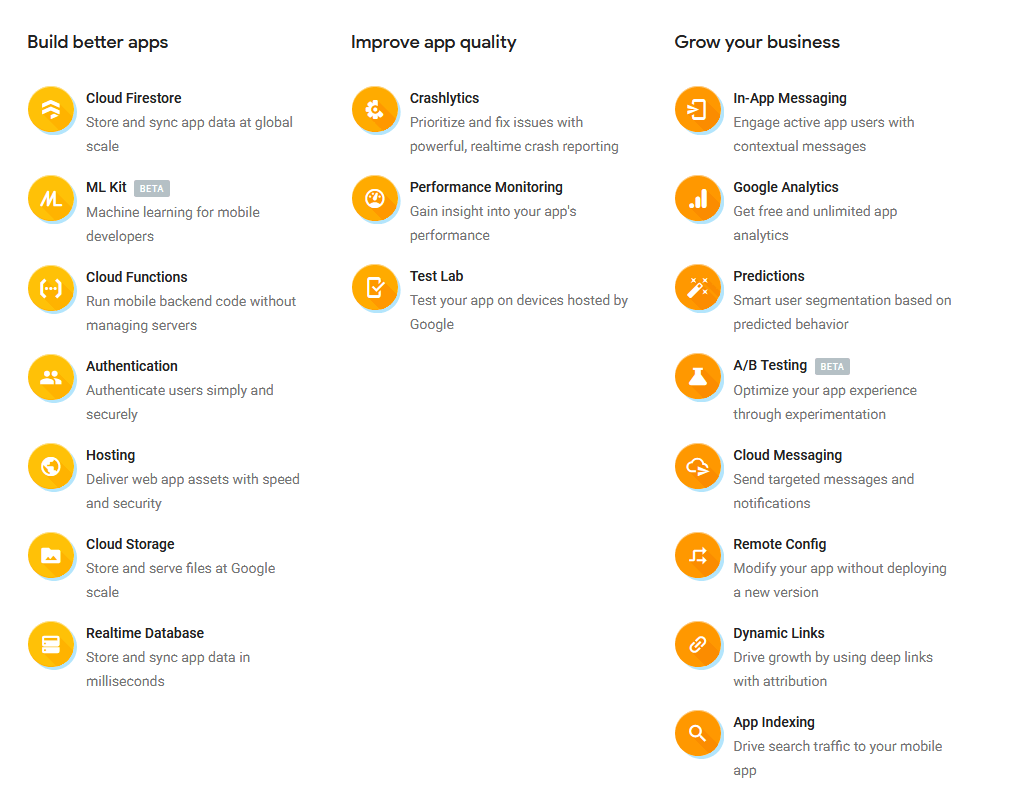 Build better apps
Cloud Firestore
Store and sync app data at global
scale
ML Kit BETA
Machine learning for mobile
developers
Cloud Functions
Run mobile backend code without
managing servers
Authentication
Authenticate users simply and
securely
Hosting
Deliver web app assets with speed
and security
Cloud Storage
Store and serve files at Google
scale
Realtime Database
Store and sync app data in
milliseconds
Improve app quality
Crashlytics
Prioritize and fix issues with
powerful, realtime crash reporting
Performance Monitoring
Gain insight into your app's
performance
Test Lab
Test your app on devices hosted by
Google
Grow your business
In-App Messaging
Engage active app users with
contextual messages
Google Analytics
Get free and unlimited app
analytics
Predictions
Smart user segmentation based on
predicted behavior
A/B Testing BETA
Optimize your app experience
through experimentation
Cloud Messaging
Send targeted messages and
notifications
Remote Config
Modify your app without deploying
a new version
Dynamic Links
Drive growth by using deep links
with attribution
App Indexing
Drive search traffic to your mobile
app